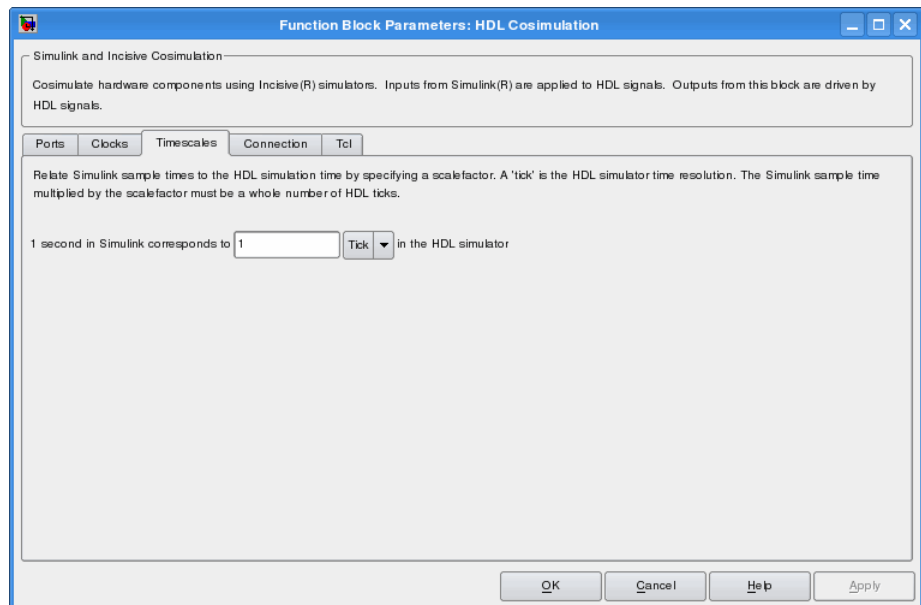 Function Block Parameters: HDL Cosimulation
Simulink and Incisive Cosimulation
Cosimulate hardware components using Incisive(R) simulators. Inputs from Simulink(R) are applied to HDL signals. Outputs from this block are driven by
HDL signals.
Ports Clocks Timescales Connection Tcl
Relate Simulink sample times to the HDL simulation time by specifying a scalefactor. A 'tick' is the HDL simulator time resolution. The Simulink sample time
multiplied by the scalefactor must be a whole number of HDL ticks.
1 second in Simulink corresponds to 1 Tick in the HDL simulator
OK Cancel Help Apply